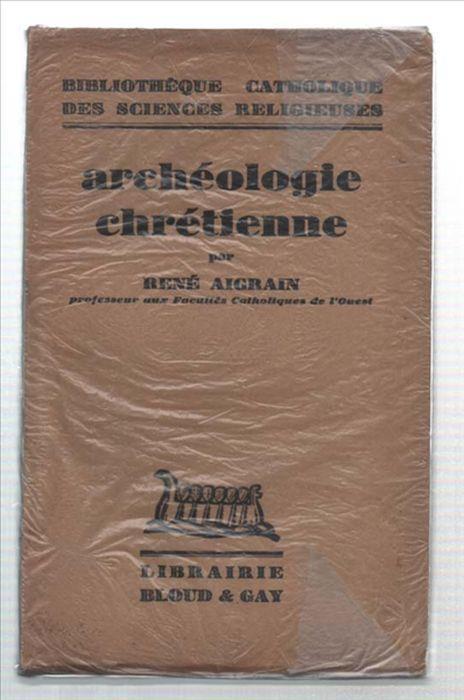 BIBLIOTHÈQUE CATHOLIQUE
DES SCIENCES RELIGIEUSES
archéologie
chrétienne
par
RENÉ AIGRAIN
professeur aux Facultés Catholiques de l'Ouest
LIBRAIRIE
BLOUD & GAY